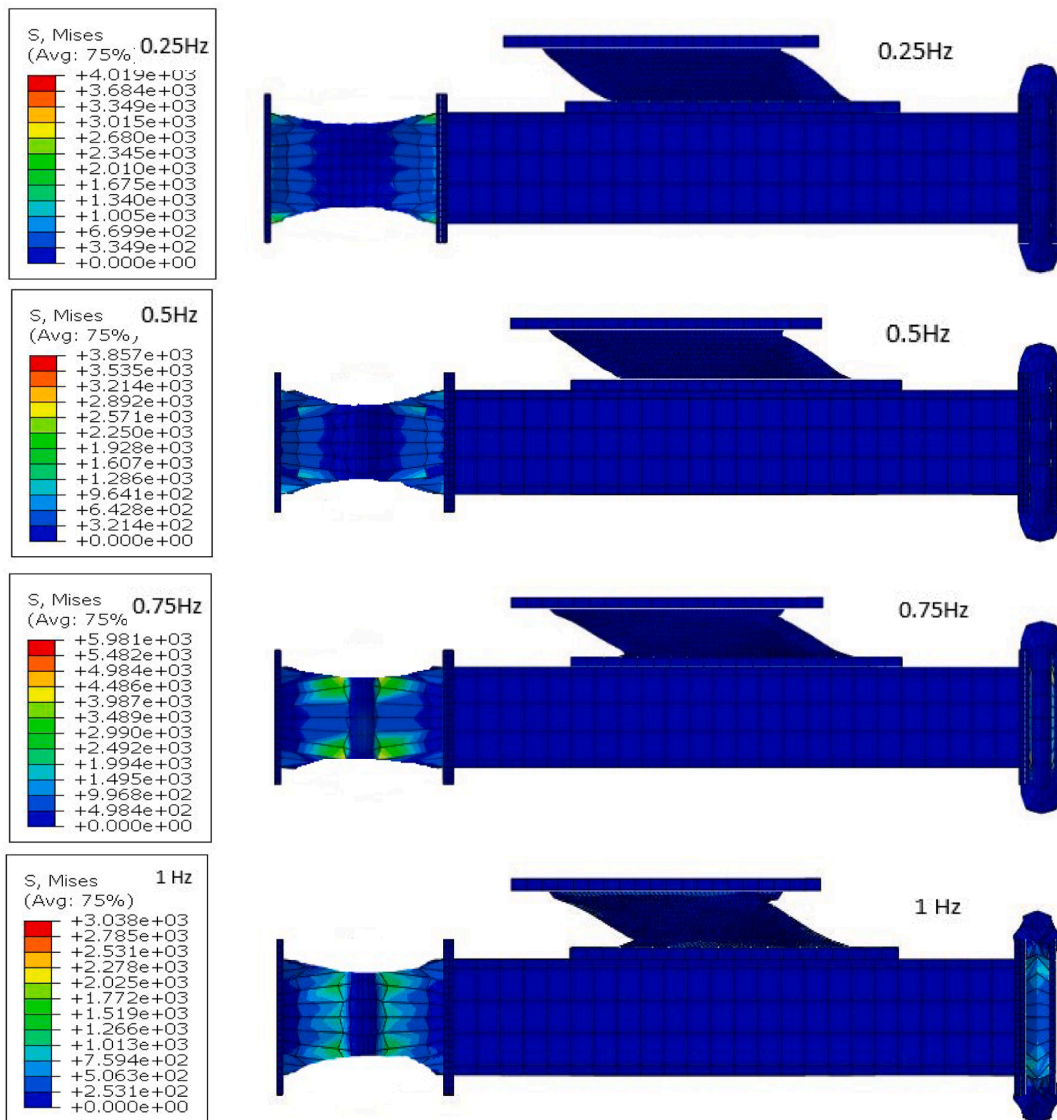 S, Mises
(Avg: 75%
0.25Hz
+4.019e+03
+3.684e+03
+3.349e+03
+3.015e+03
+2.680e+03
+2.345e+03
+2.010e+03
+1.675e+03
+1.340e+03
+1.005e+03
+6.699e+02
+3.349e+02
+0.000e+00
0.25Hz
S, Mises
0.5Hz
(Avg: 75%)
+3.857e+03
+3.535e+03
+3.214e+03
+2.892e+03
+2.571e+03
+2.250e+03
+1.928e+03
+1.607e+03
+1.286e+03
+9.641e+02
+6.428e+02
+3.214e+02
+0.000e+00
0.5Hz
S, Mises
0.75Hz
(Avg: 75%
+5.981e+03
+5.482e+03
+4.984e+03
+4.486e+03
+3.987e+03
+3.489e+03
+2.990e+03
+2.492e+03
+1.994e+03
+1.495e+03
+9.968e+02
+4.984e+02
+0.000e+00
0.75Hz
S, Mises
1 Hz
(Avg: 75%)
+3.038e+03
+2.785e+03
+2.531e+03
+2.278e+03
+2.025e+03
+1.772e+03
+1.519e+03
+1.266e+03
+1.013e+03
+7.594e+02
+5.063e+02
+2.531e+02
+0.000e+00
1 Hz